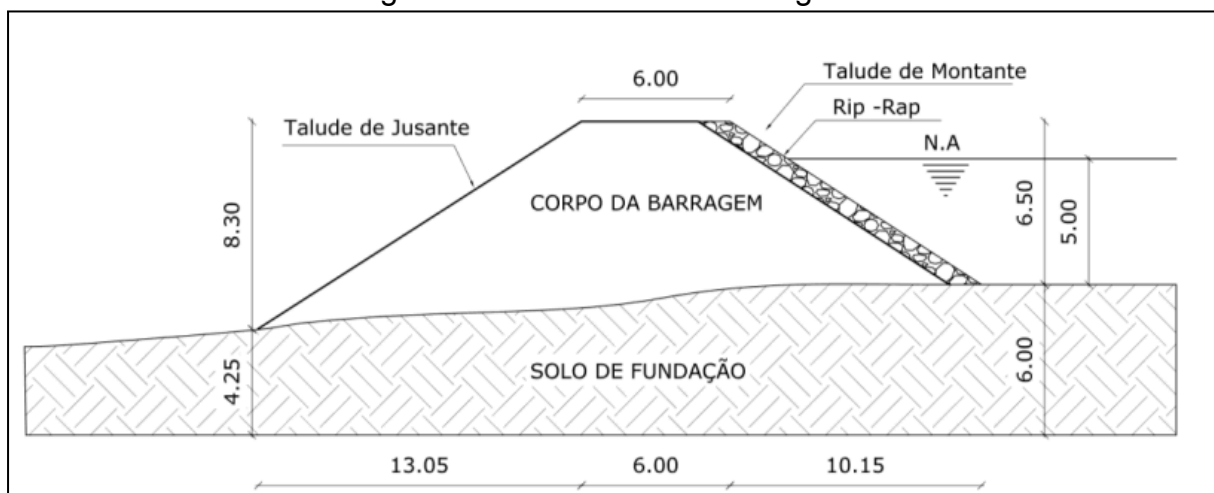 6.00
Talude de Montante
Rip -Rap
N.A
Talude de Jusante
CORPO DA BARRAGEM
8.30
6.50
5.00
SOLO DE FUNDAÇÃO
4.25
6.00
13.05
6.00
10.15